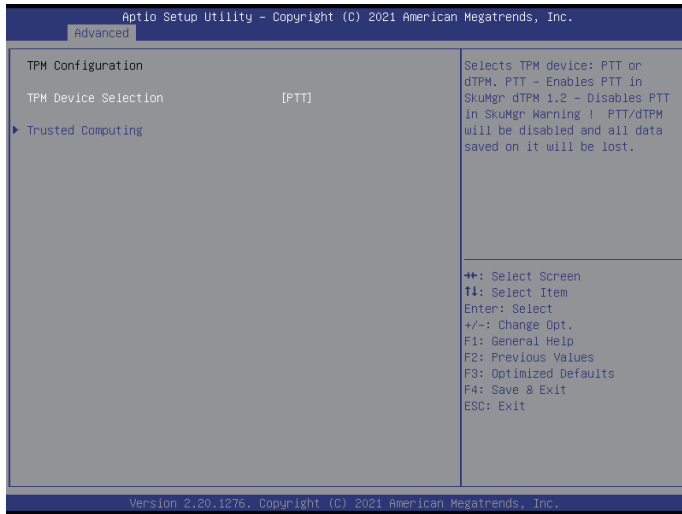 Aptio Setup Utility – Copyright (C) 2021 American Megatrends, Inc.
Advanced
TPM Configuration
TPM Device Selection [PTT]
Trusted Computing
Selects TPM device: PTT or
dTPM. PTT – Enables PTT in
SkuMgr dTPM 1.2 – Disables PTT
in SkuMgr Warning ! PTT/dTPM
will be disabled and all data
saved on it will be lost.
→←: Select Screen
↑↓: Select Item
Enter: Select
+/-: Change Opt.
F1: General Help
F2: Previous Values
F3: Optimized Defaults
F4: Save & Exit
ESC: Exit
Version 2.20.1276. Copyright (C) 2021 American Megatrends, Inc.